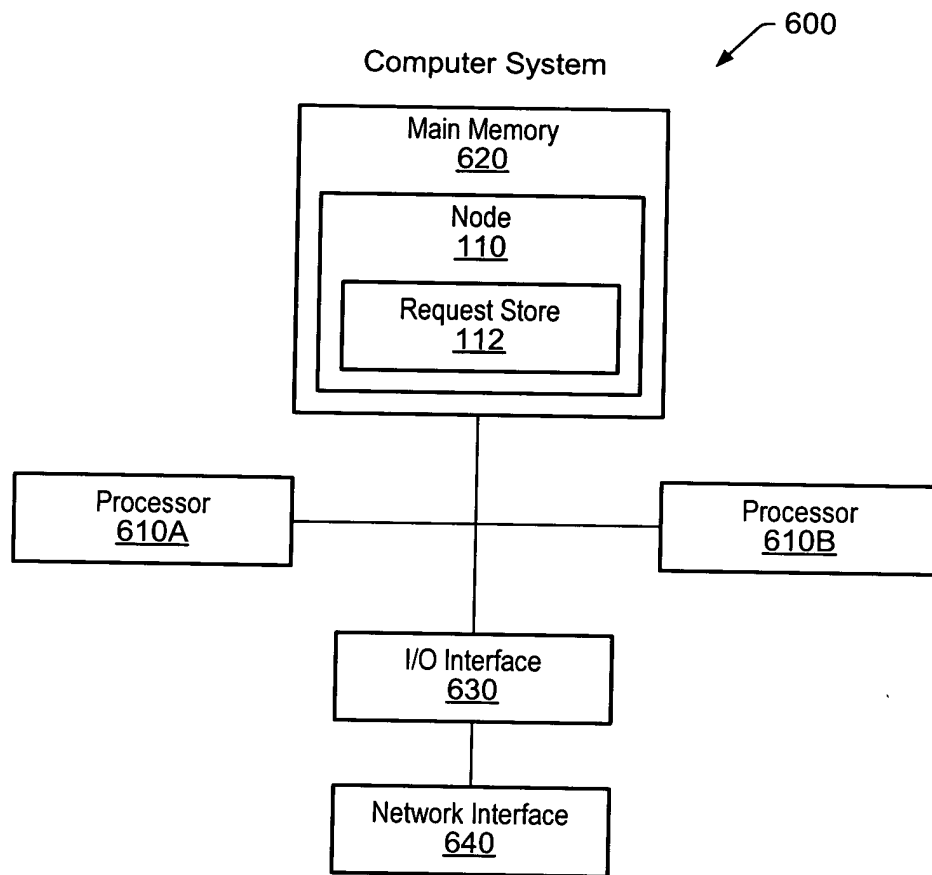 600
Computer System
Main Memory
620
Node
110
Request Store
112
Processor
610A
Processor
610B
I/O Interface
630
Network Interface
640